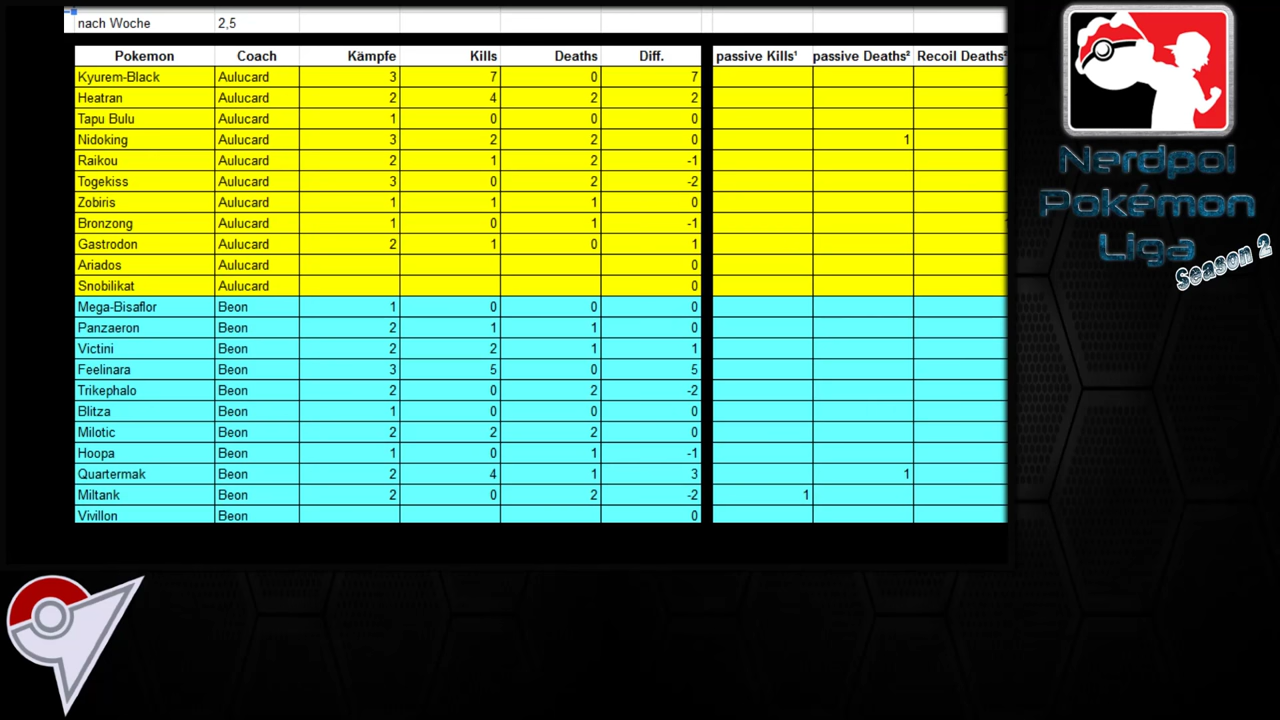 nach Woche 2,5
Pokemon Coach Kämpfe Kills Deaths Diff. passive Kills¹ passive Deaths² Recoil Deaths³
Kyurem-Black Aulucard 3 7 0 7
Heatran Aulucard 2 4 2 2
Tapu Bulu Aulucard 1 0 0 0
Nidoking Aulucard 3 2 2 0 1
Raikou Aulucard 2 1 2 -1
Togekiss Aulucard 3 0 2 -2
Zobiris Aulucard 1 1 1 0
Bronzong Aulucard 1 0 1 -1
Gastrodon Aulucard 2 1 0 1
Ariados Aulucard 0
Snobilikat Aulucard 0
Mega-Bisaflor Beon 1 0 0 0
Panzaeron Beon 2 1 1 0
Victini Beon 2 2 1 1
Feelinara Beon 3 5 0 5
Trikephalo Beon 2 0 2 -2
Blitza Beon 1 0 0 0
Milotic Beon 2 2 2 0
Hoopa Beon 1 0 1 -1
Quartermak Beon 2 4 1 3 1
Miltank Beon 2 0 2 -2 1
Vivillon Beon 0
Nerdpol
Pokémon
Liga
Season 2